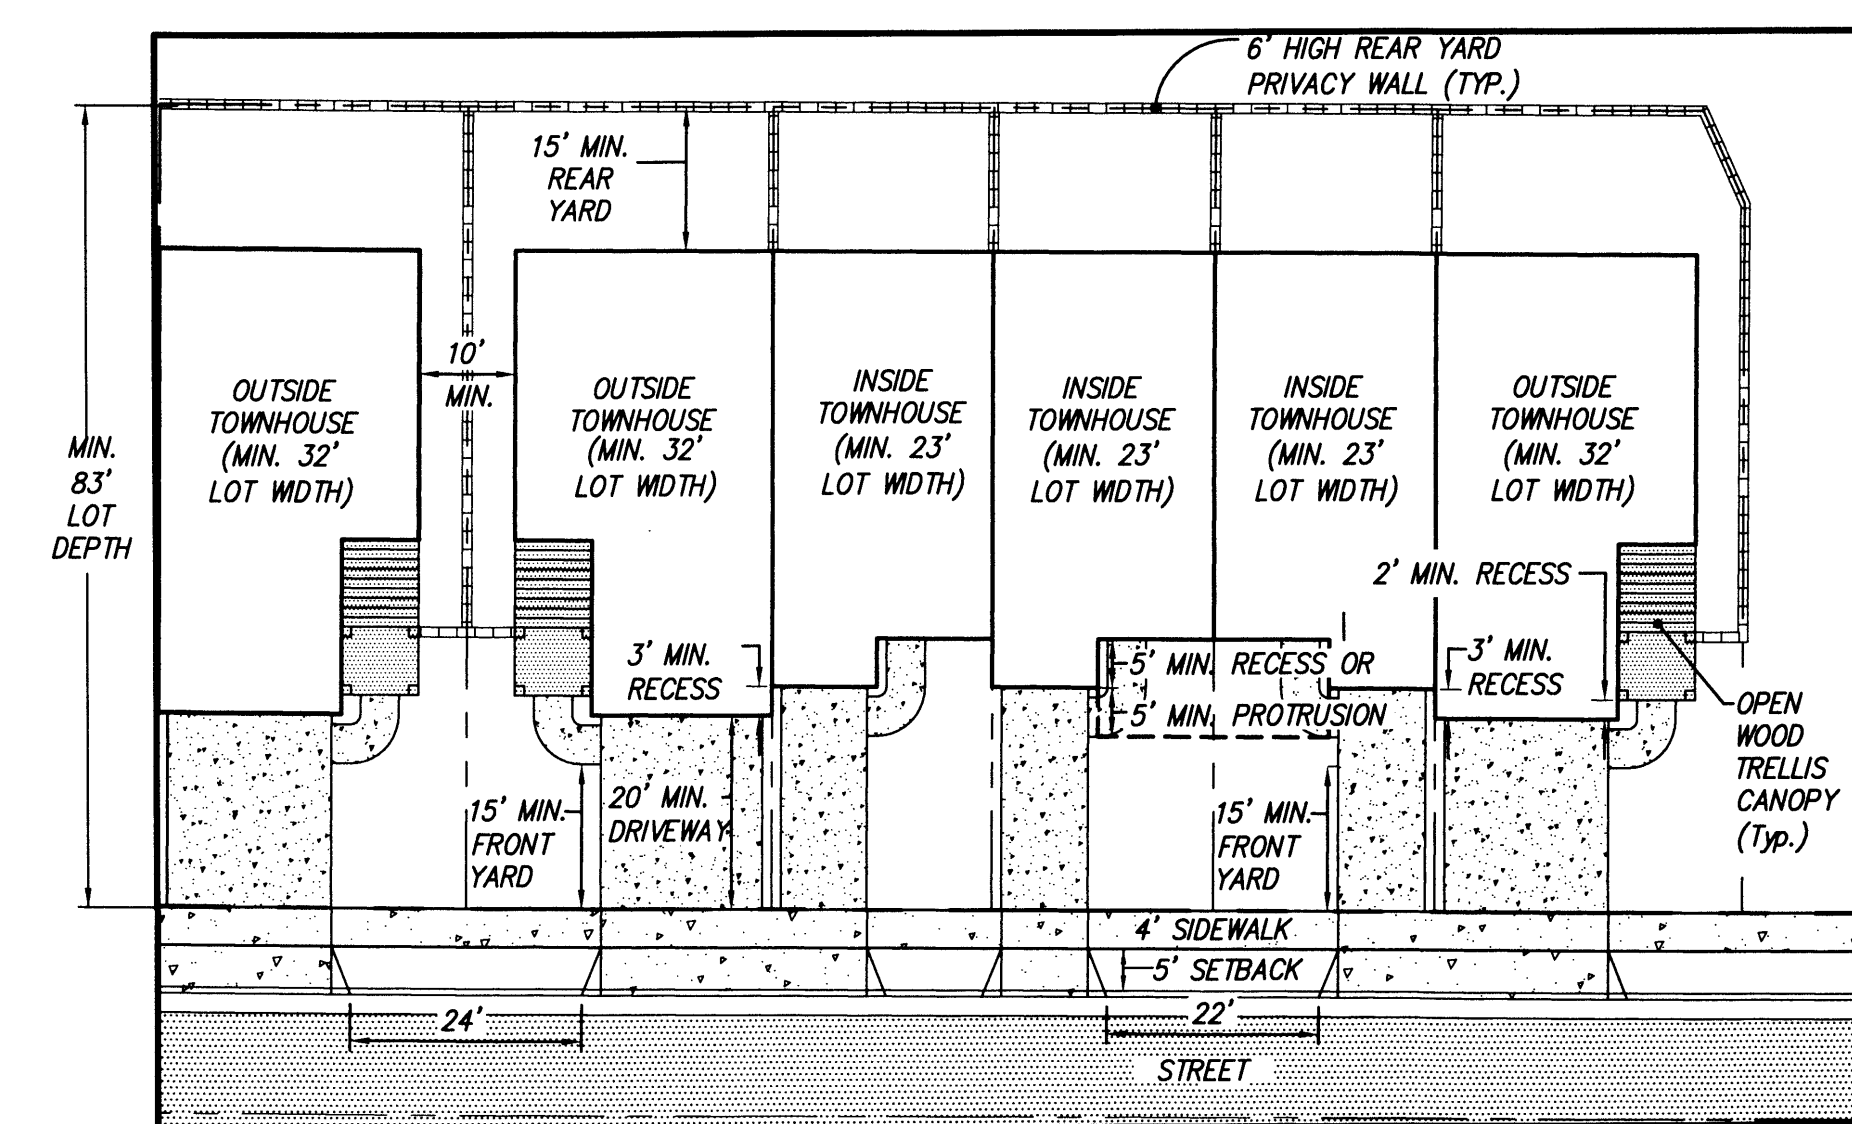 6' HIGH REAR YARD
PRIVACY WALL (TYP.)
15' MIN.
REAR
YARD
10'
MIN.
MIN.
83'
LOT
DEPTH
OUTSIDE
TOWNHOUSE
(MIN. 32'
LOT WIDTH)
OUTSIDE
TOWNHOUSE
(MIN. 32'
LOT WIDTH)
INSIDE
TOWNHOUSE
(MIN. 23'
LOT WIDTH)
INSIDE
TOWNHOUSE
(MIN. 23'
LOT WIDTH)
INSIDE
TOWNHOUSE
(MIN. 23'
LOT WIDTH)
OUTSIDE
TOWNHOUSE
(MIN. 32'
LOT WIDTH)
2' MIN. RECESS
3' MIN.
RECESS
5' MIN. RECESS OR
5' MIN. PROTRUSION
3' MIN.
RECESS
OPEN
WOOD
TRELLIS
CANOPY
(Typ.)
15' MIN.
FRONT
YARD
20' MIN.
DRIVEWAY
15' MIN.
FRONT
YARD
4' SIDEWALK
5' SETBACK
24'
22'
STREET